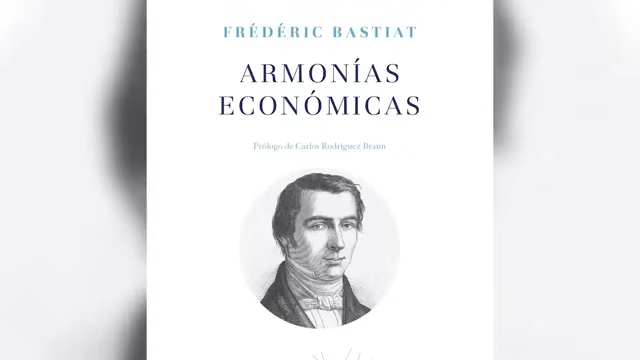 FRÉDÉRIC BASTIAT
ARMONÍAS
ECONÓMICAS
Prólogo de Carlos Rodríguez Braun